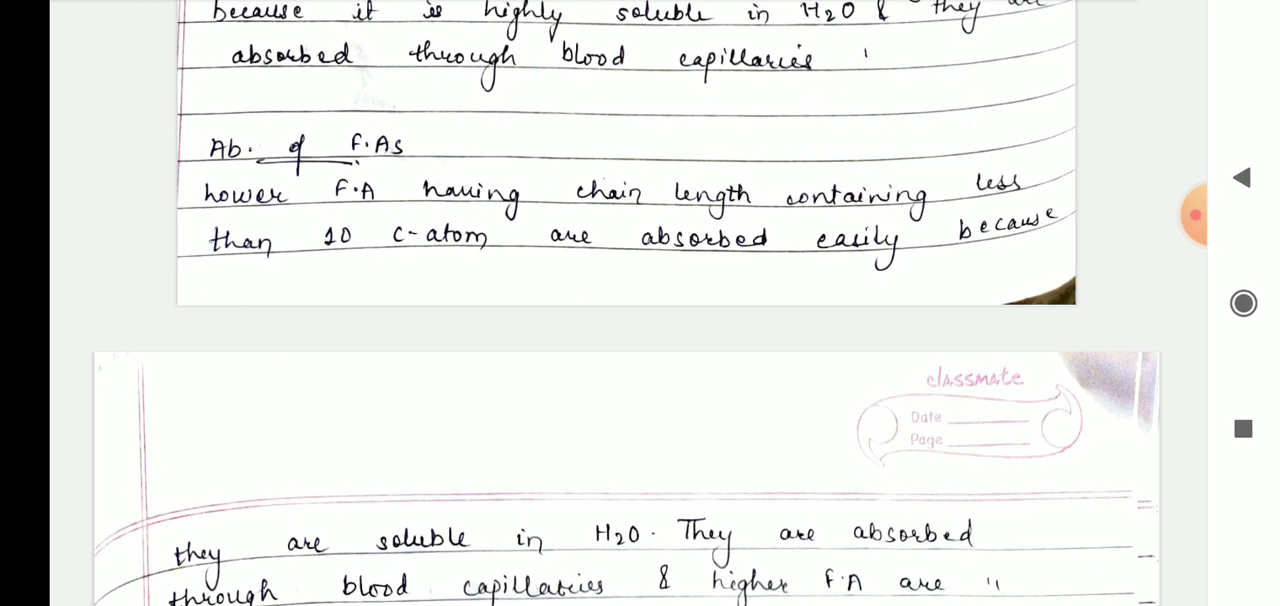 because it is highly soluble in H2O & they
absorbed through blood capillaries
Ab. of F.As
hower F.A having chain length containing less
than 10 C-atom are absorbed easily because
classmate
Date
Page
they are soluble in H2O. They are absorbed
through blood capillaries & higher F.A are "